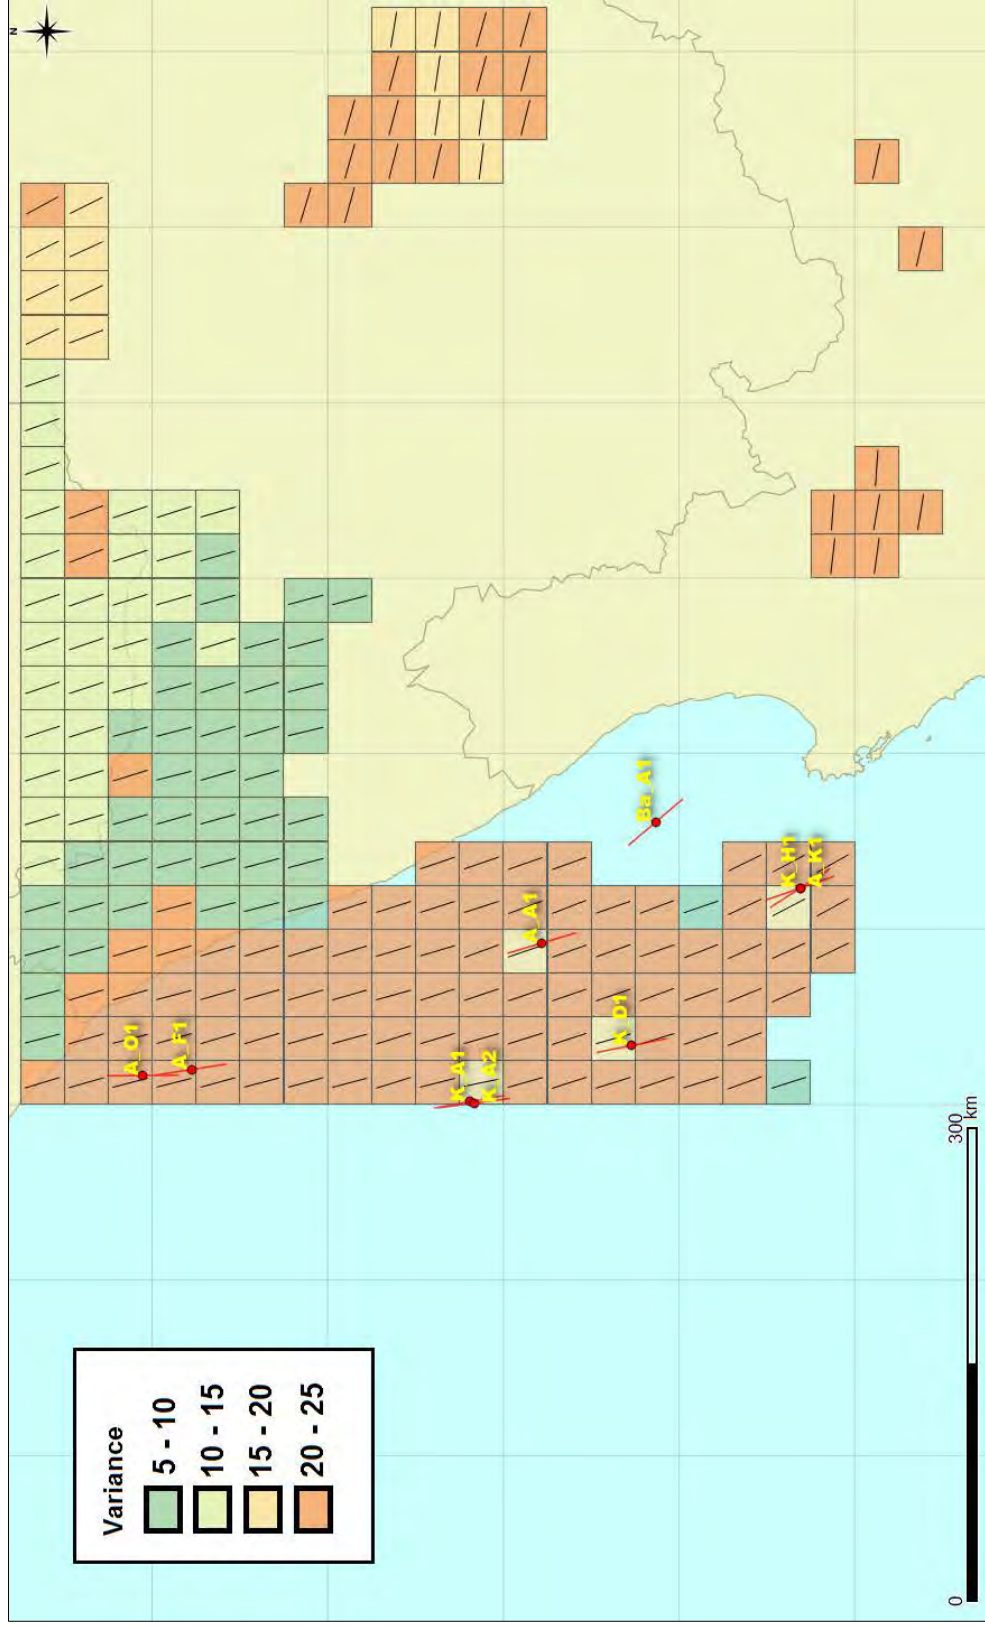 N
Variance
5 - 10
10 - 15
15 - 20
20 - 25
A_O1
A_F1
K_A1
K_A2
A_A1
K_D1
Ba_A1
K_H1
A_K1
0
300
km